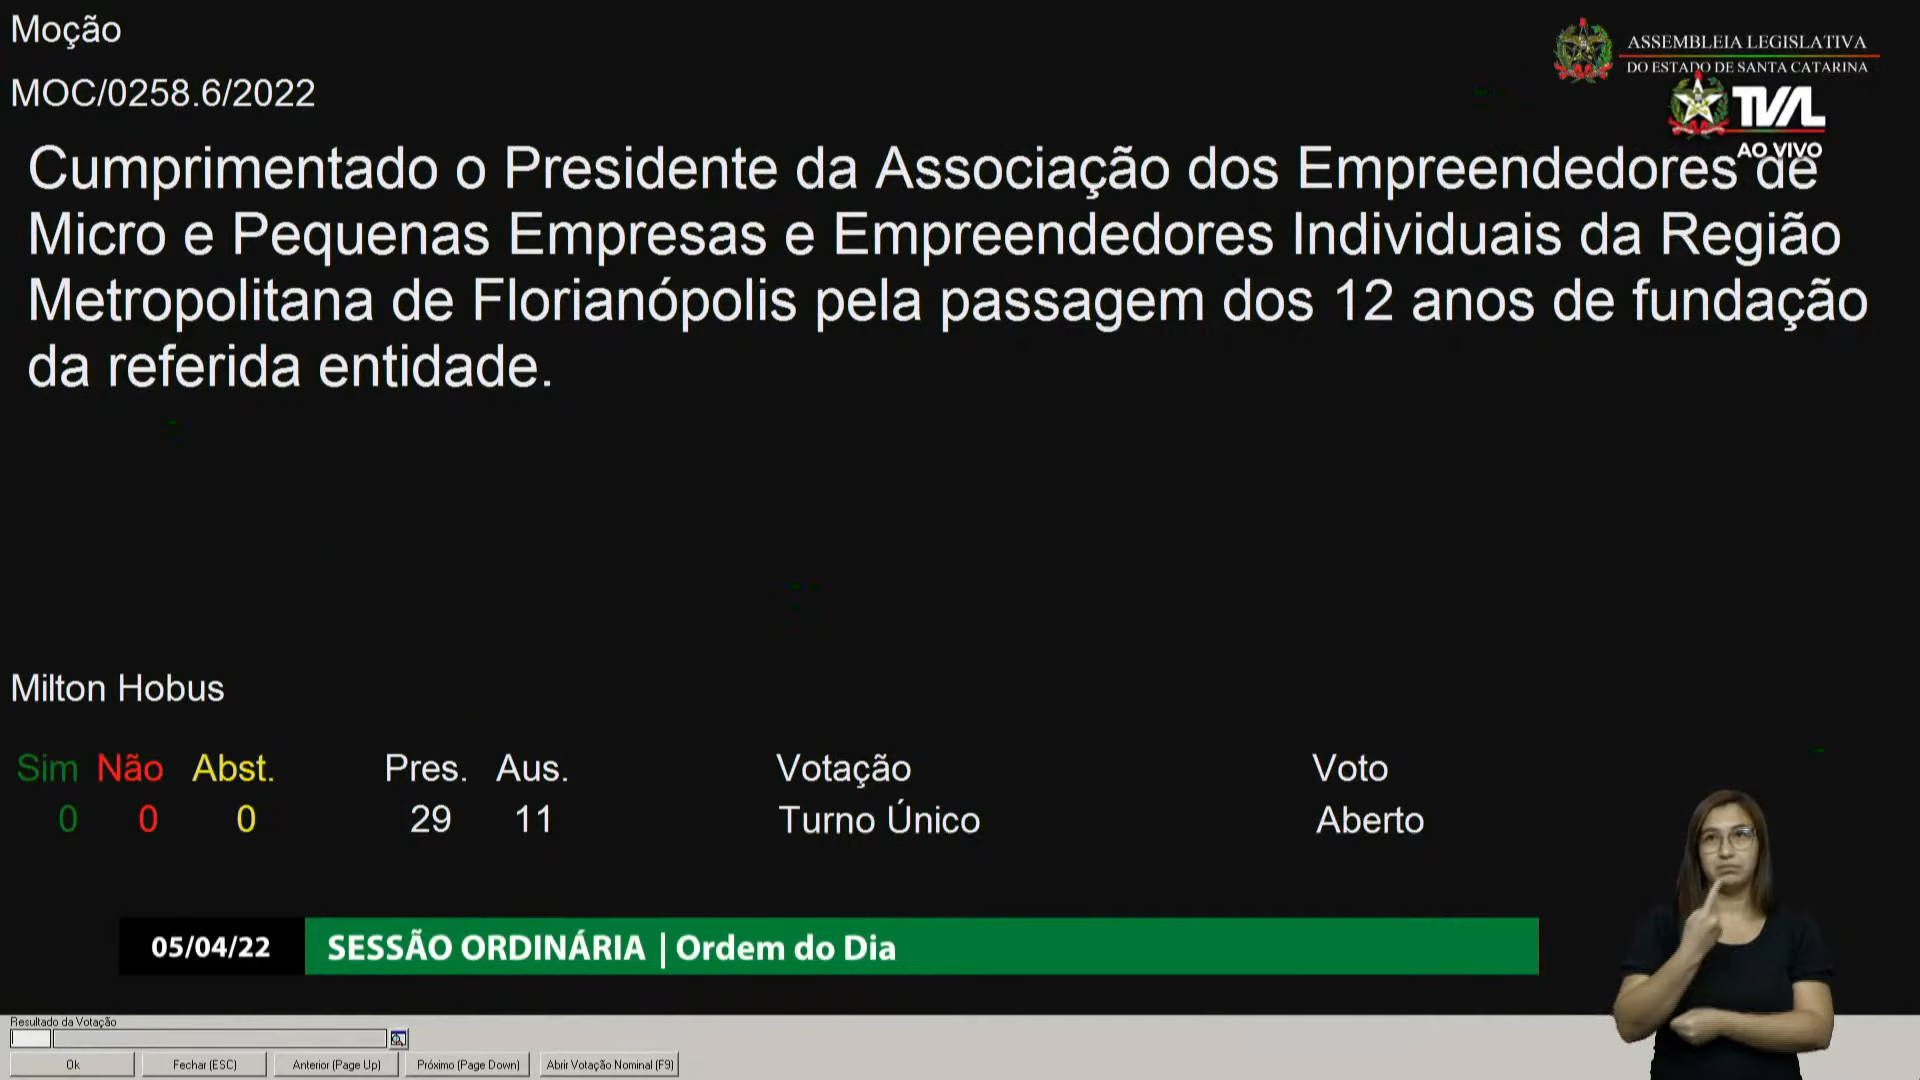 Moção
MOC/0258.6/2022
ASSEMBLEIA LEGISLATIVA
DO ESTADO DE SANTA CATARINA
TVAL
AO VIVO
Cumprimentado o Presidente da Associação dos Empreendedores de
Micro e Pequenas Empresas e Empreendedores Individuais da Região
Metropolitana de Florianópolis pela passagem dos 12 anos de fundação
da referida entidade.
Milton Hobus
Sim Não Abst. Pres. Aus. Votação Voto
0 0 0 29 11 Turno Único Aberto
05/04/22 SESSÃO ORDINÁRIA | Ordem do Dia
Resultado da Votação
Ok Fechar (ESC) Anterior (Page Up) Próximo (Page Down) Abrir Votação Nominal (F9)